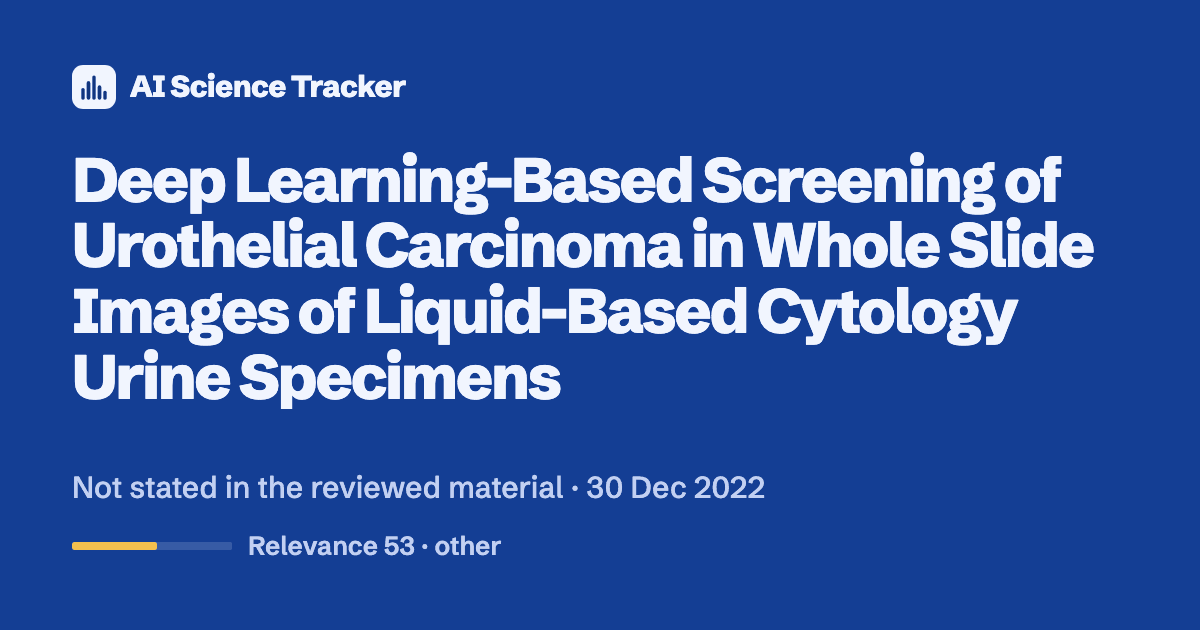 AI Science Tracker
Deep Learning-Based Screening of
Urothelial Carcinoma in Whole Slide
Images of Liquid-Based Cytology
Urine Specimens
Not stated in the reviewed material · 30 Dec 2022
Relevance 53 · other